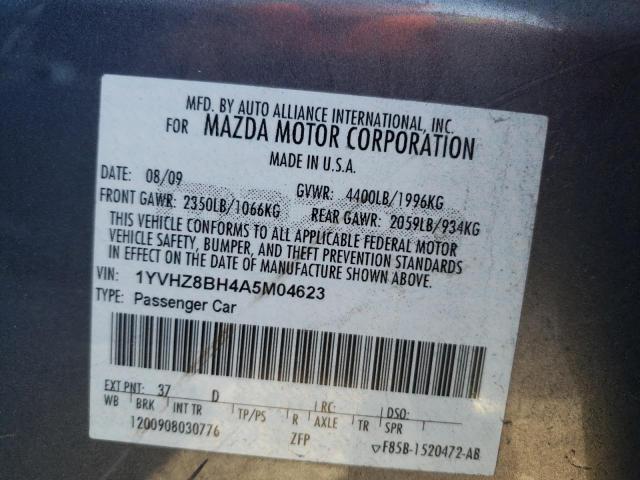 MFD. BY AUTO ALLIANCE INTERNATIONAL, INC.
FOR MAZDA MOTOR CORPORATION
MADE IN U.S.A.
DATE: 08/09 GVWR: 4400LB/1996KG
FRONT GAWR: 2350LB/1066KG REAR GAWR: 2059LB/934KG
THIS VEHICLE CONFORMS TO ALL APPLICABLE FEDERAL MOTOR
VEHICLE SAFETY, BUMPER, AND THEFT PREVENTION STANDARDS
IN EFFECT ON THE DATE OF MANUFACTURE SHOWN ABOVE.
VIN: 1YVHZ8BH4A5M04623
TYPE: Passenger Car
EXT PNT: 37 D RC: DSO:
WB BRK INT TR TP/PS R AXLE TR SPR
1200908030776 ZFP F85B-1520472-AB